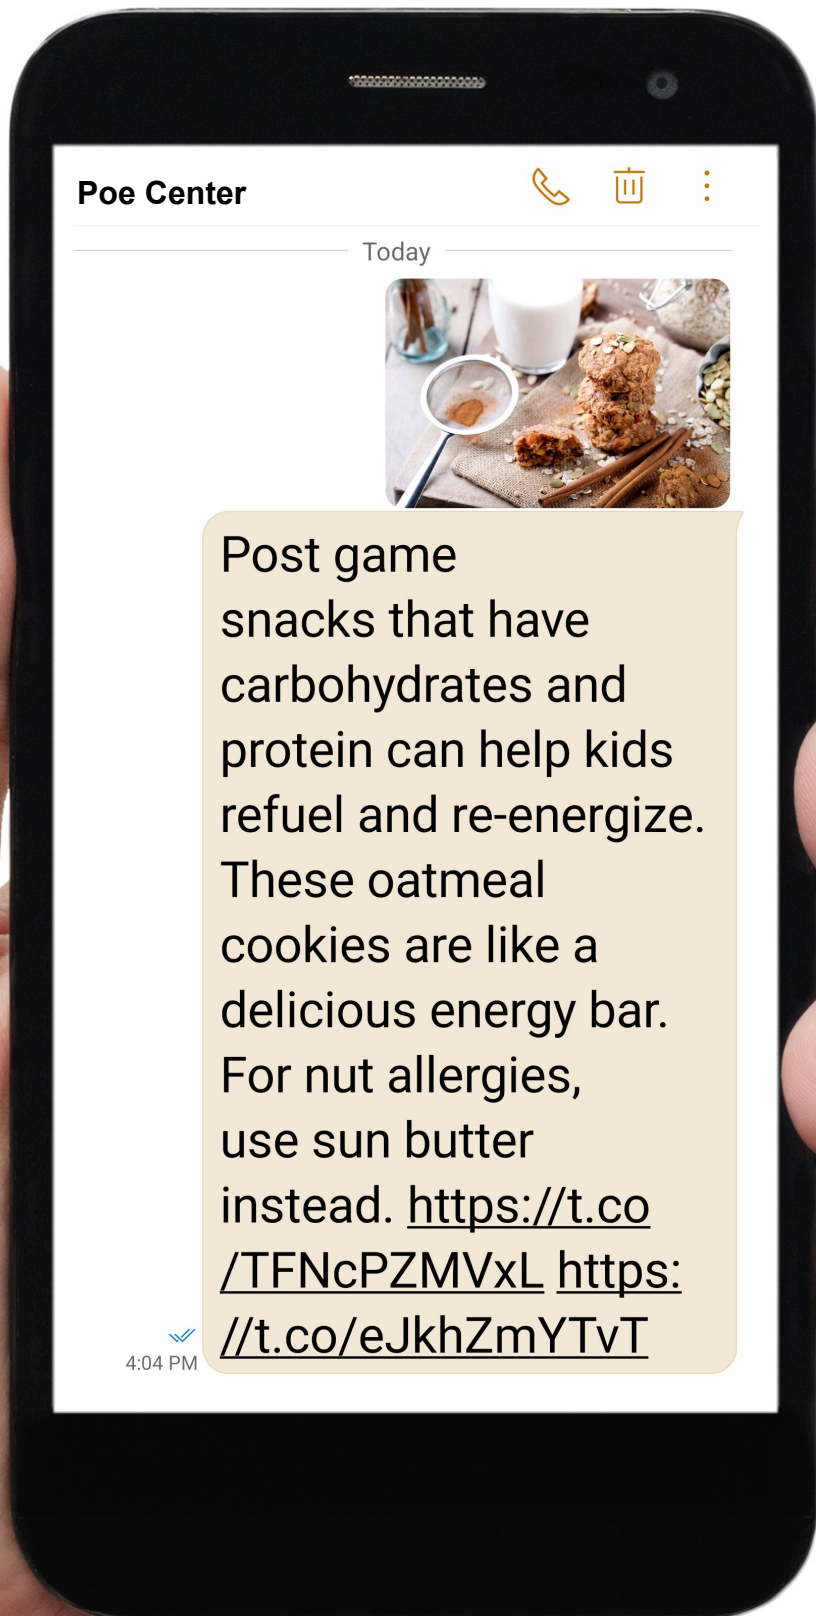 Poe Center
Today
Post game
snacks that have
carbohydrates and
protein can help kids
refuel and re-energize.
These oatmeal
cookies are like a
delicious energy bar.
For nut allergies,
use sun butter
instead. https://t.co
/TFNcPZMVxL https:
//t.co/eJkhZmYTvT
4:04 PM